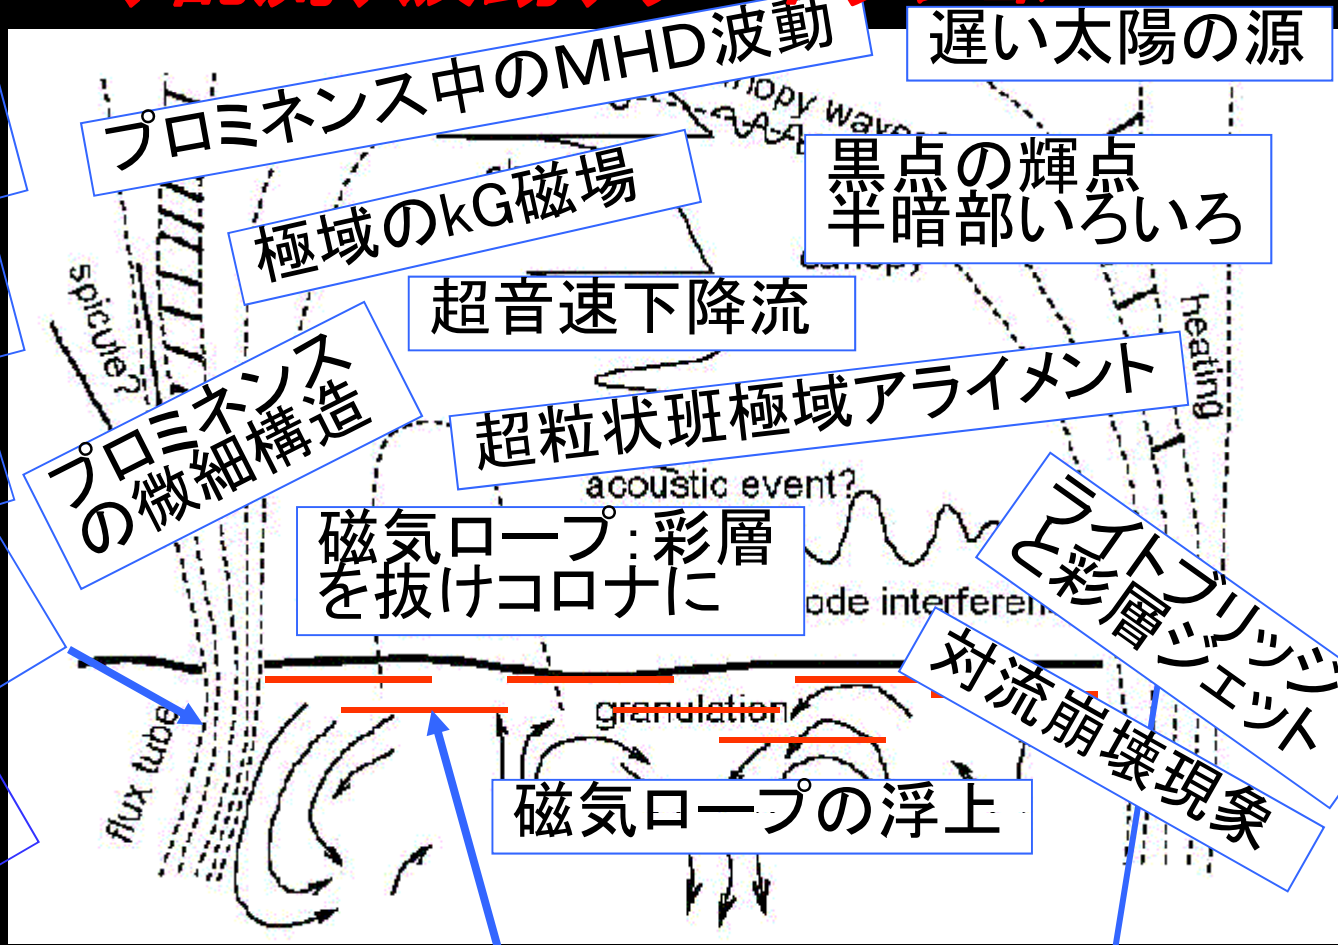 遅い太陽の源
プロミネンス中のMHD波動
黒点の輝点
半暗部いろいろ
極域のkG磁場
spicule?
超音速下降流
heating
プロミネンス
の微細構造
超粒状班極域アライメント
acoustic event?
磁気ロープ:彩層
を抜けコロナに
ライトブリッジ
と彩層ジェット
対流崩壊現象
granulation
flux tube
磁気ロープの浮上